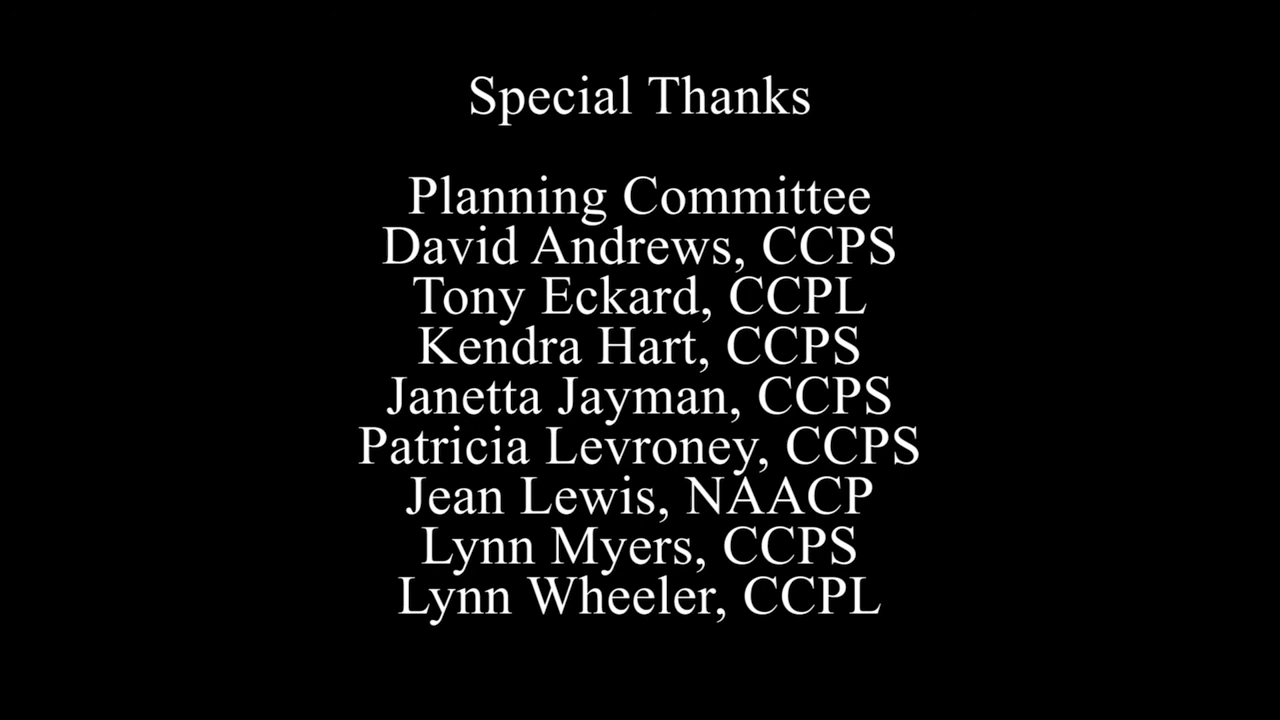 Special Thanks
Planning Committee
David Andrews, CCPS
Tony Eckard, CCPL
Kendra Hart, CCPS
Janetta Jayman, CCPS
Patricia Levroney, CCPS
Jean Lewis, NAACP
Lynn Myers, CCPS
Lynn Wheeler, CCPL